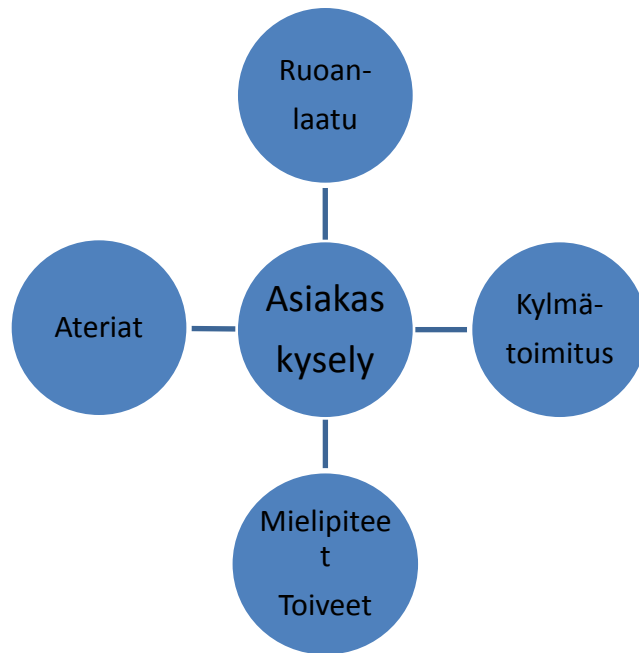 Ruoan-
laatu
Ateriat
Asiakas
kysely
Kylmä-
toimitus
Mielipitee
t
Toiveet